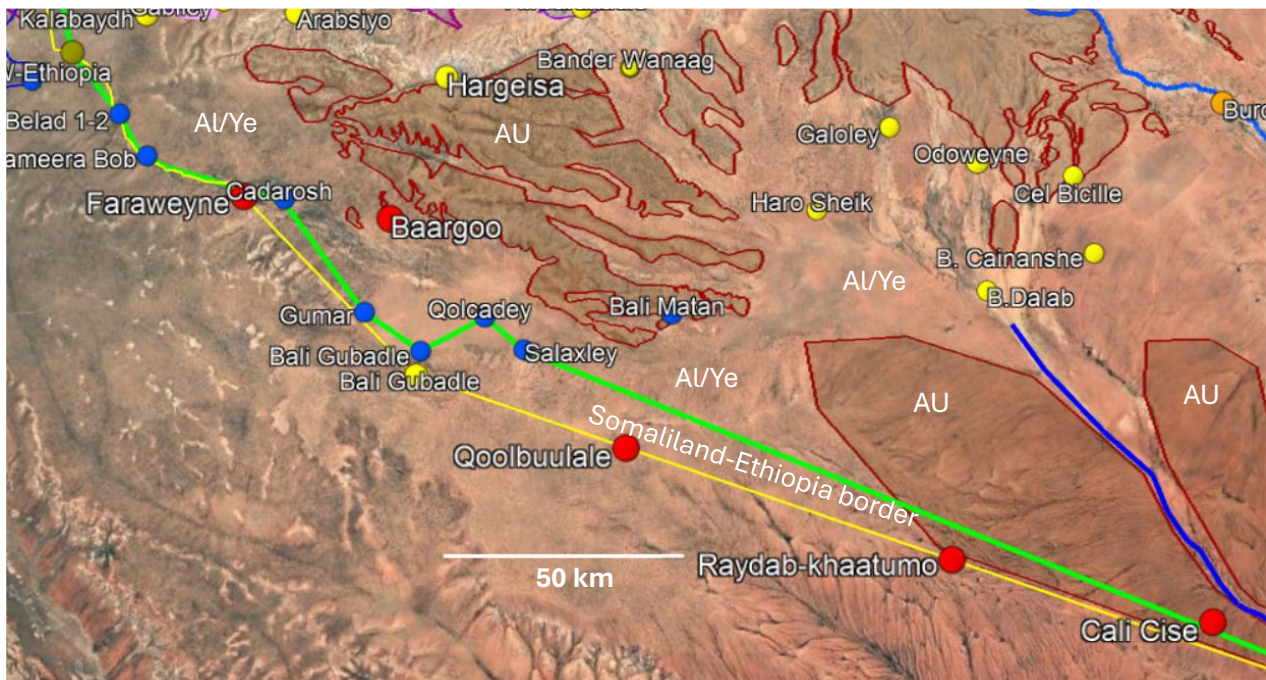 Kalabaydh
Arabsiyo
Bander Wanaag
W-Ethiopia
Hargeisa
Al/Ye
AU
Belad 1-2
Galoley
ameera Bob
Odoweyne
Cadarosh
Cel Bicille
Faraweyne
Haro Sheik
Baargoo
B. Cainanshe
Al/Ye
B.Dalab
Gumar
Qolcadey
Bali Matan
Bali Gubadle
Salaxley
Bali Gubadle
Al/Ye
AU
AU
Somaliland-Ethiopia border
Qoolbuulale
Raydab-khaatumo
50 km
Cali Cise